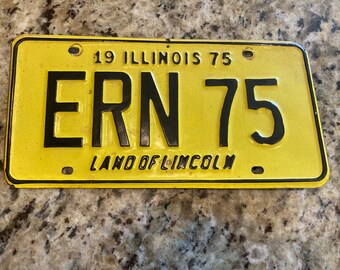 19 ILLINOIS 75
ERN 75
LAND OF LINCOLN